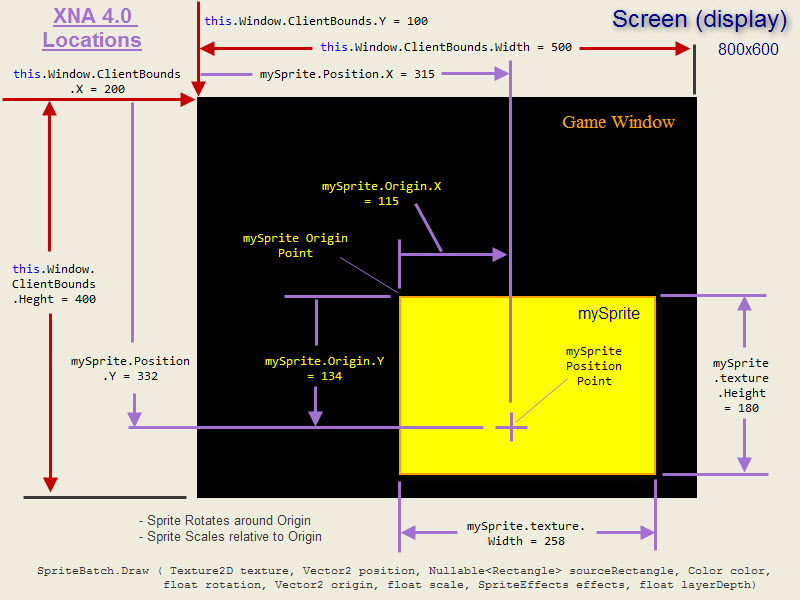 XNA 4.0
Locations
this.Window.ClientBounds.Y = 100
Screen (display)
this.Window.ClientBounds.Width = 500
800x600
this.Window.ClientBounds
.X = 200
mySprite.Position.X = 315
Game Window
mySprite.Origin.X
= 115
mySprite Origin
Point
this.Window.
ClientBounds
.Heght = 400
mySprite
mySprite
Position
Point
mySprite.Position
.Y = 332
mySprite.Origin.Y
= 134
mySprite
.texture
.Height
= 180
- Sprite Rotates around Origin
- Sprite Scales relative to Origin
mySprite.texture.
Width = 258
SpriteBatch.Draw ( Texture2D texture, Vector2 position, Nullable<Rectangle> sourceRectangle, Color color,
float rotation, Vector2 origin, float scale, SpriteEffects effects, float layerDepth)